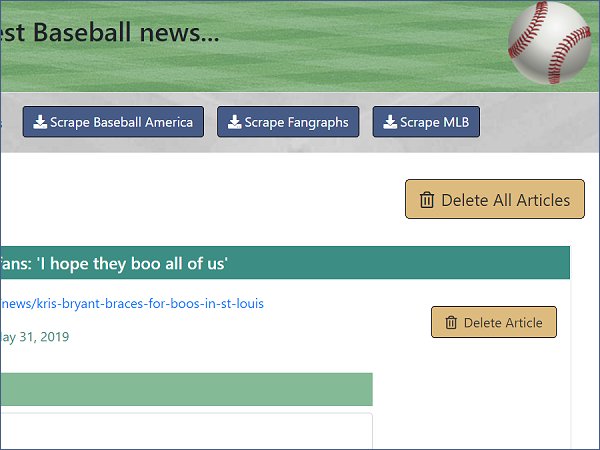 est Baseball news...
Scrape Baseball America Scrape Fangraphs Scrape MLB
Delete All Articles
fans: 'I hope they boo all of us'
/news/kris-bryant-braces-for-boos-in-st-louis
Delete Article
May 31, 2019